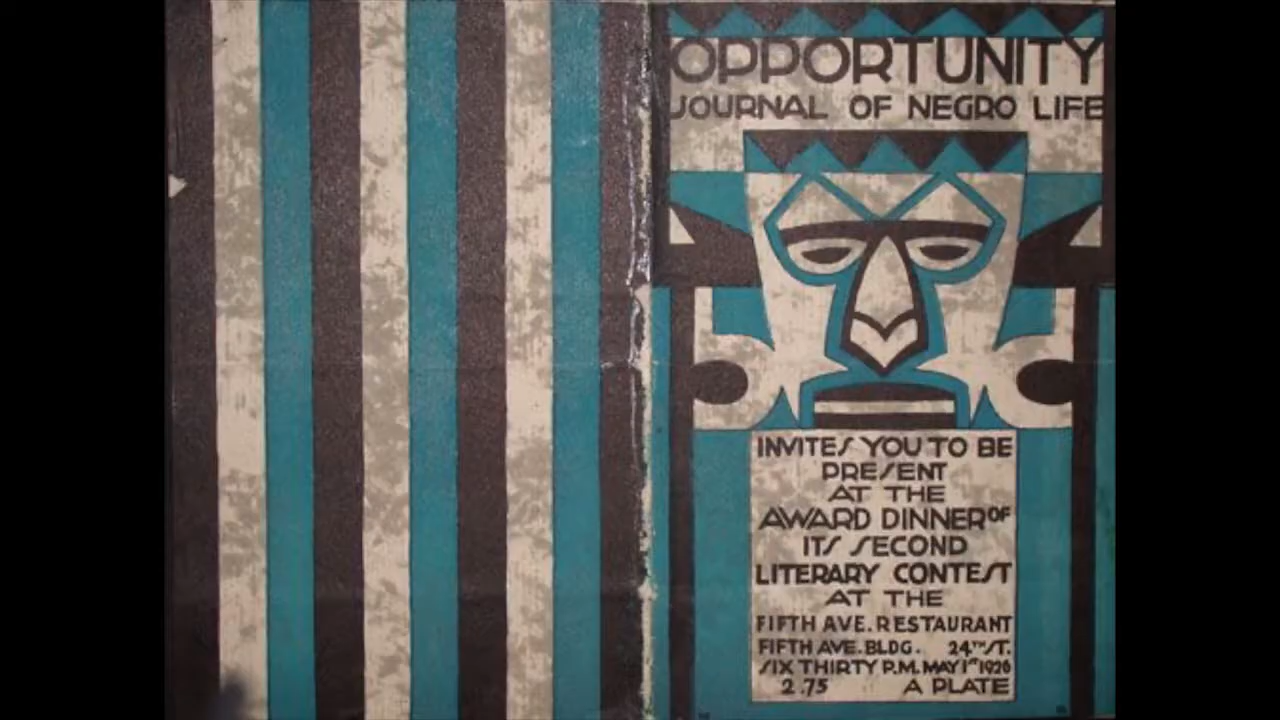 OPPORTUNITY
JOURNAL OF NEGRO LIFE
INVITES YOU TO BE
PRESENT
AT THE
AWARD DINNER OF
ITS SECOND
LITERARY CONTEST
AT THE
FIFTH AVE. RESTAURANT
FIFTH AVE. BLDG. 24TH ST.
SIX THIRTY P.M. MAY 1ST 1926
2.75 A PLATE